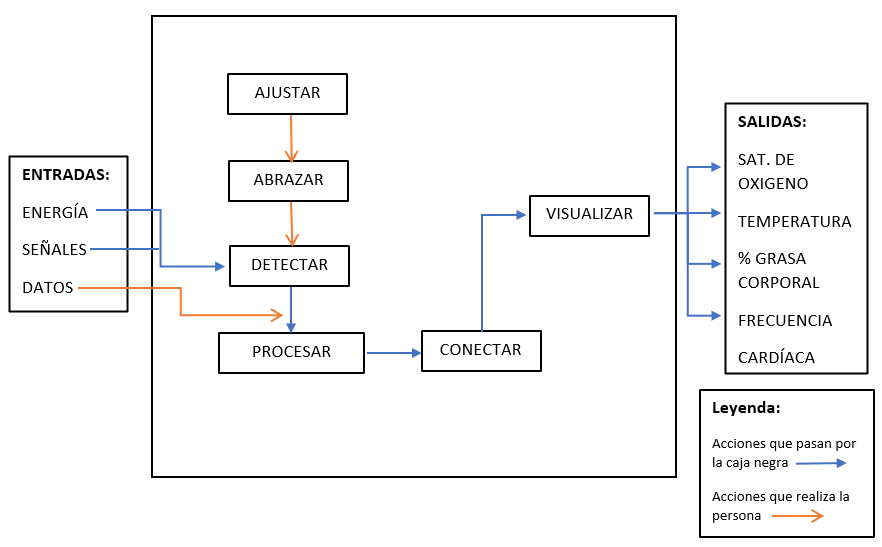 AJUSTAR
ABRAZAR
DETECTAR
PROCESAR
CONECTAR
VISUALIZAR
ENTRADAS:
ENERGÍA
SEÑALES
DATOS
SALIDAS:
SAT. DE
OXIGENO
TEMPERATURA
% GRASA
CORPORAL
FRECUENCIA
CARDÍACA
Leyenda:
Acciones que pasan por
la caja negra
Acciones que realiza la
persona